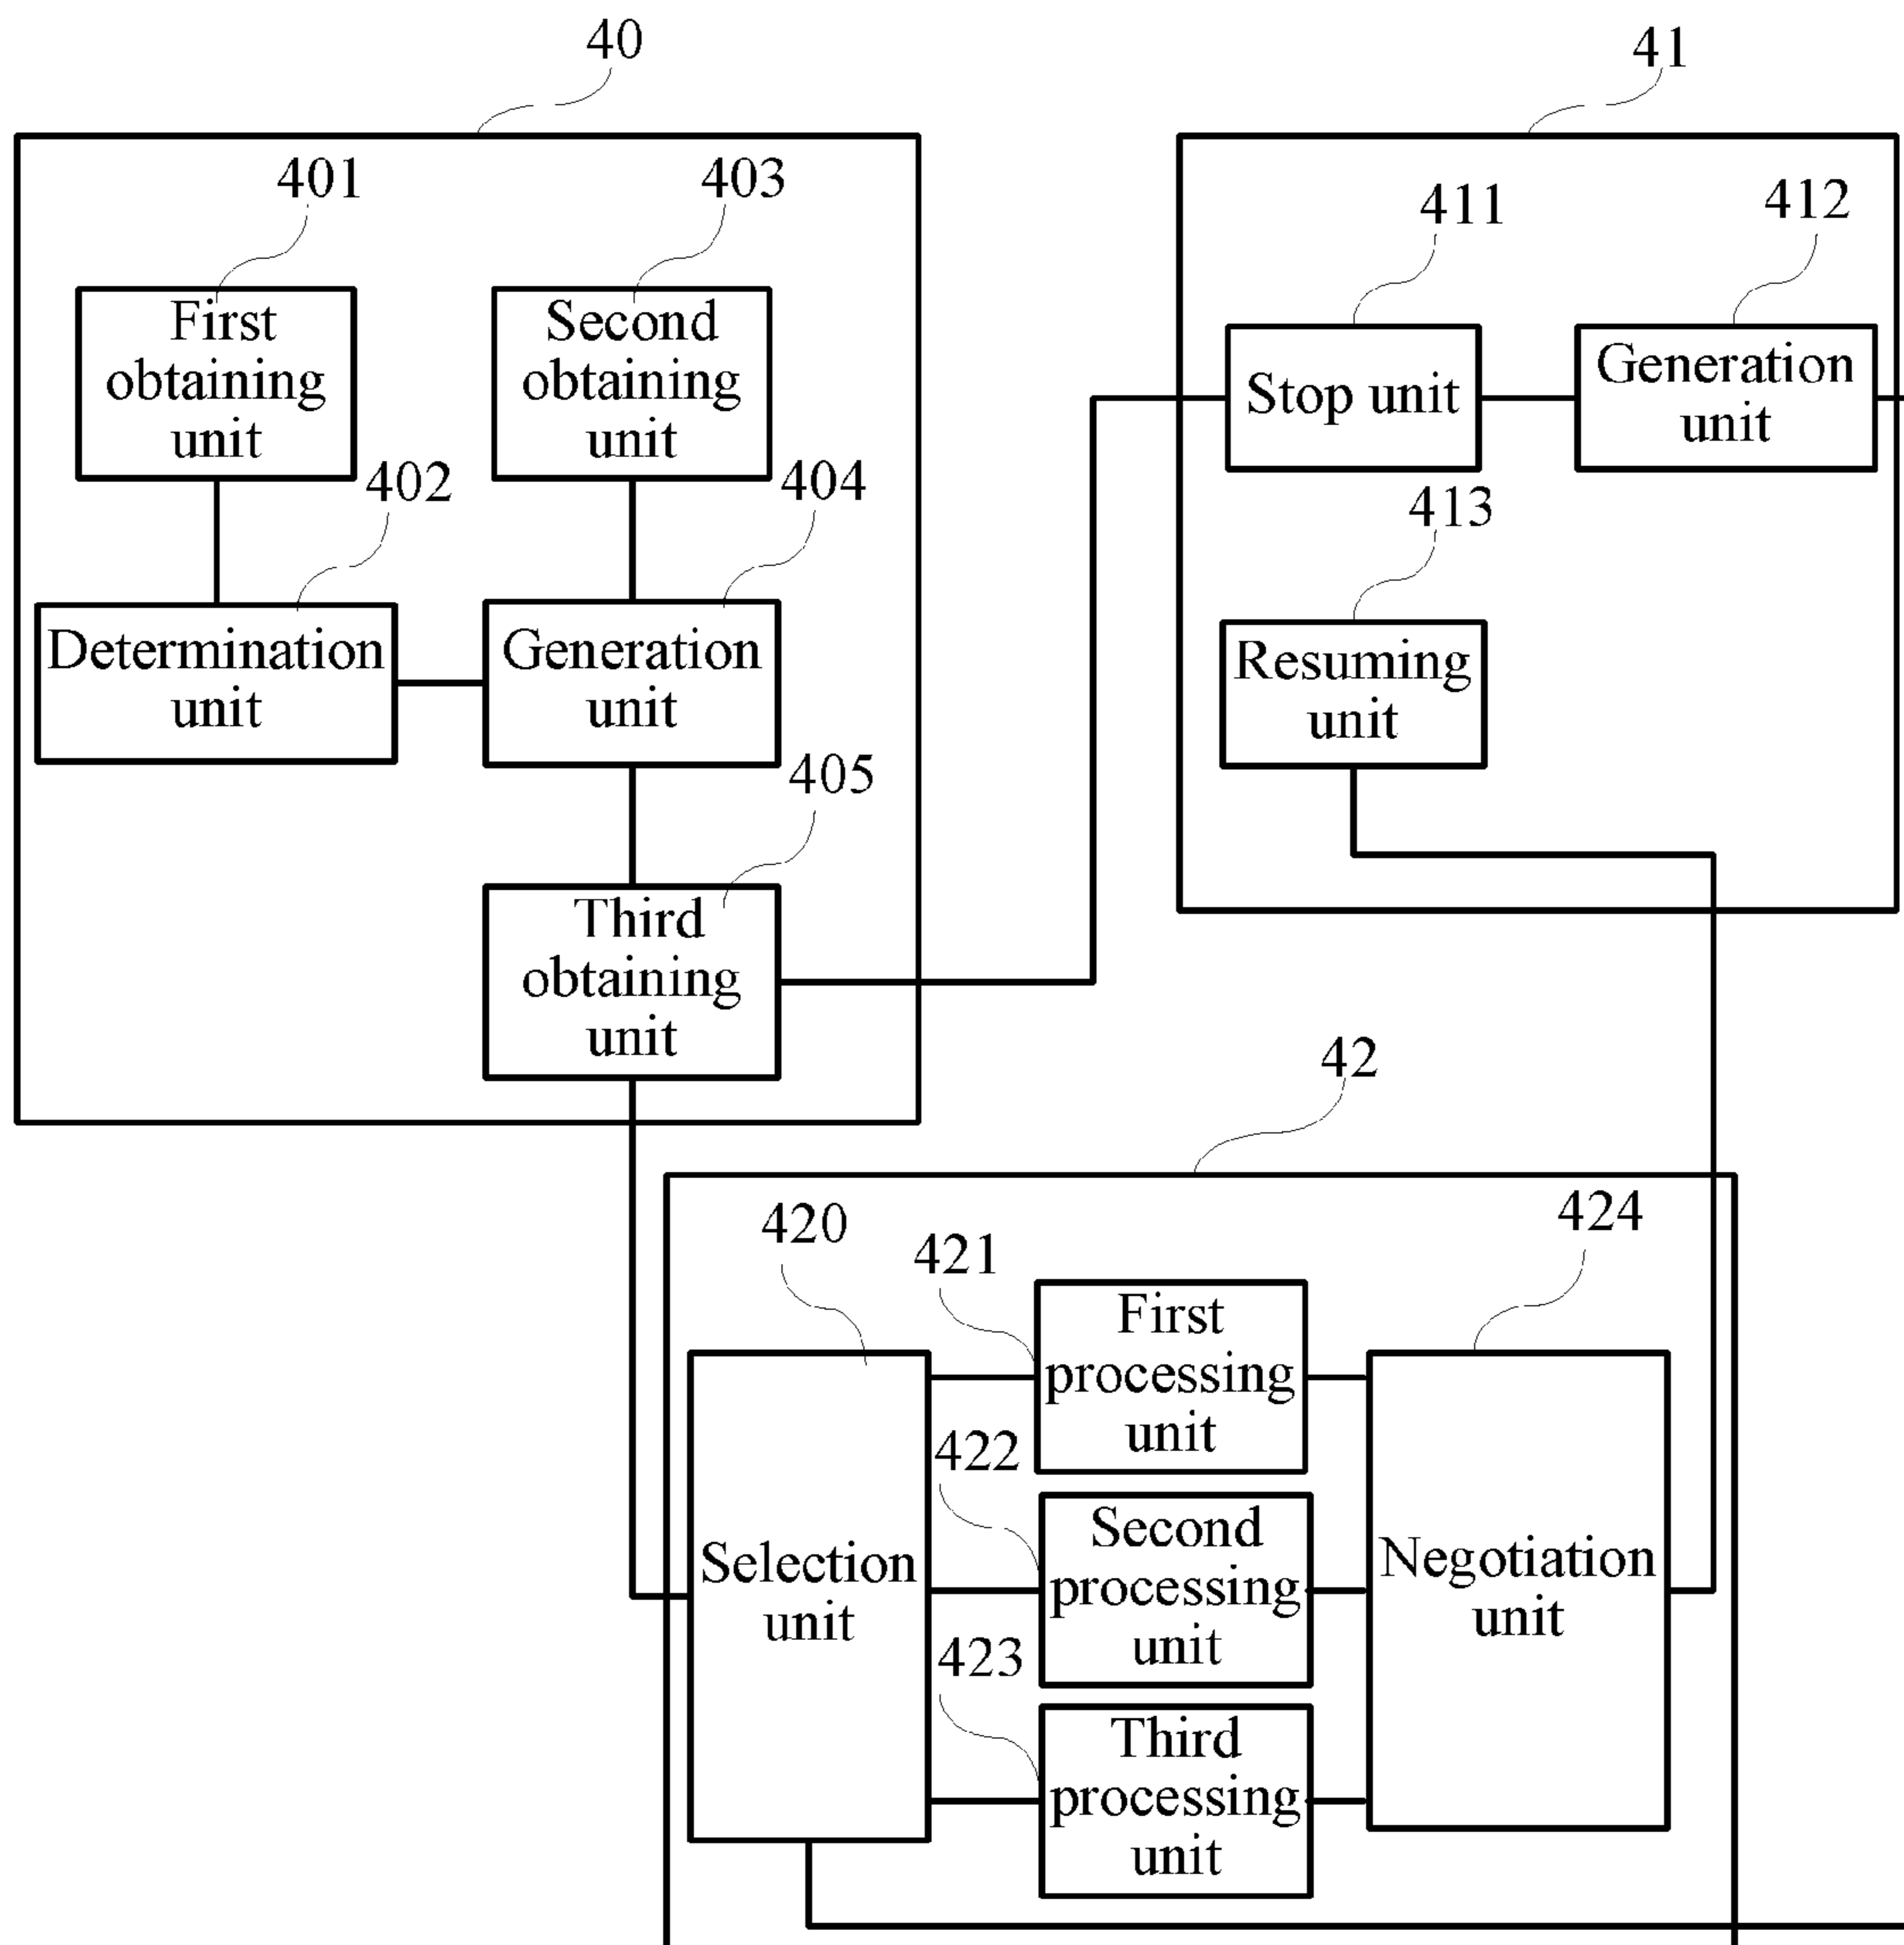 40
41
401
403
411
412
First
obtaining
unit
Second
obtaining
unit
Stop unit
Generation
unit
402
404
413
Determination
unit
Generation
unit
Resuming
unit
405
Third
obtaining
unit
42
420
421
424
First
processing
unit
422
Selection
unit
Second
processing
unit
Negotiation
unit
423
Third
processing
unit